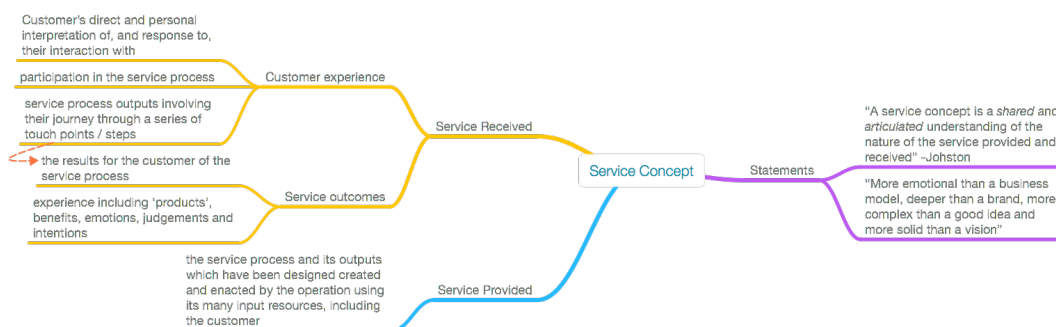 Customer's direct and personal
interpretation of, and response to,
their interaction with
participation in the service process
Customer experience
service process outputs involving
their journey through a series of
touch points / steps
Service Received
the results for the customer of the
service process
Service outcomes
experience including 'products',
benefits, emotions, judgements and
intentions
the service process and its outputs
which have been designed created
and enacted by the operation using
its many input resources, including
the customer
Service Provided
Service Concept
Statements
"A service concept is a shared and
articulated understanding of the
nature of the service provided and
received" -Johston
"More emotional than a business
model, deeper than a brand, more
complex than a good idea and
more solid than a vision"